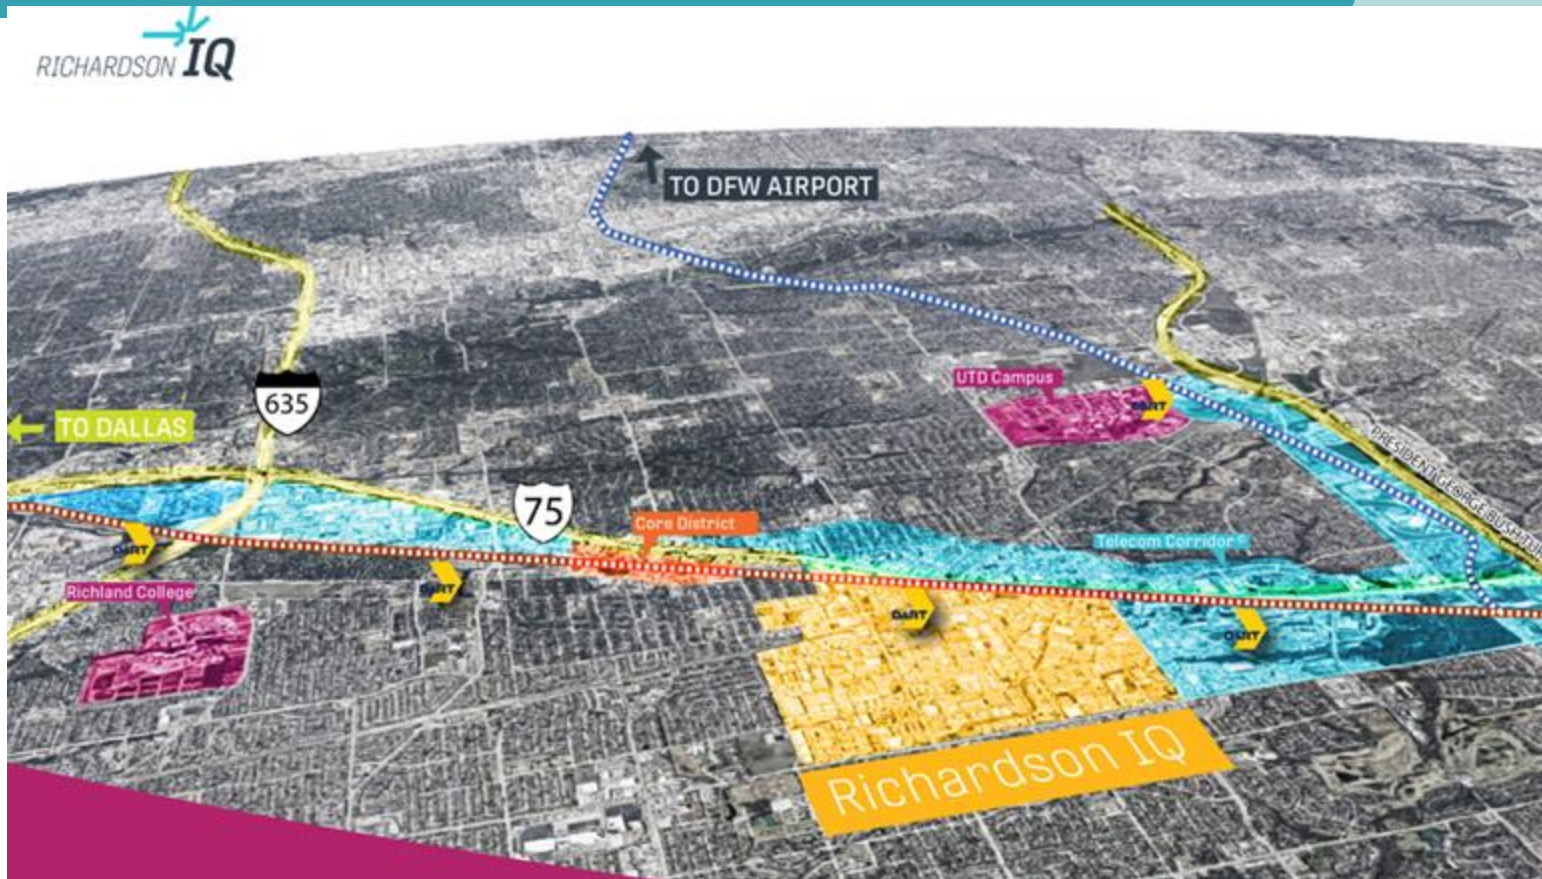 RICHARDSON IQ
TO DFW AIRPORT
UTD Campus
DART
635
TO DALLAS
PRESIDENT GEORGE BUSH
75
Core District
Telecom Corridor®
DART
Richland College
DART
DART
DART
Richardson IQ